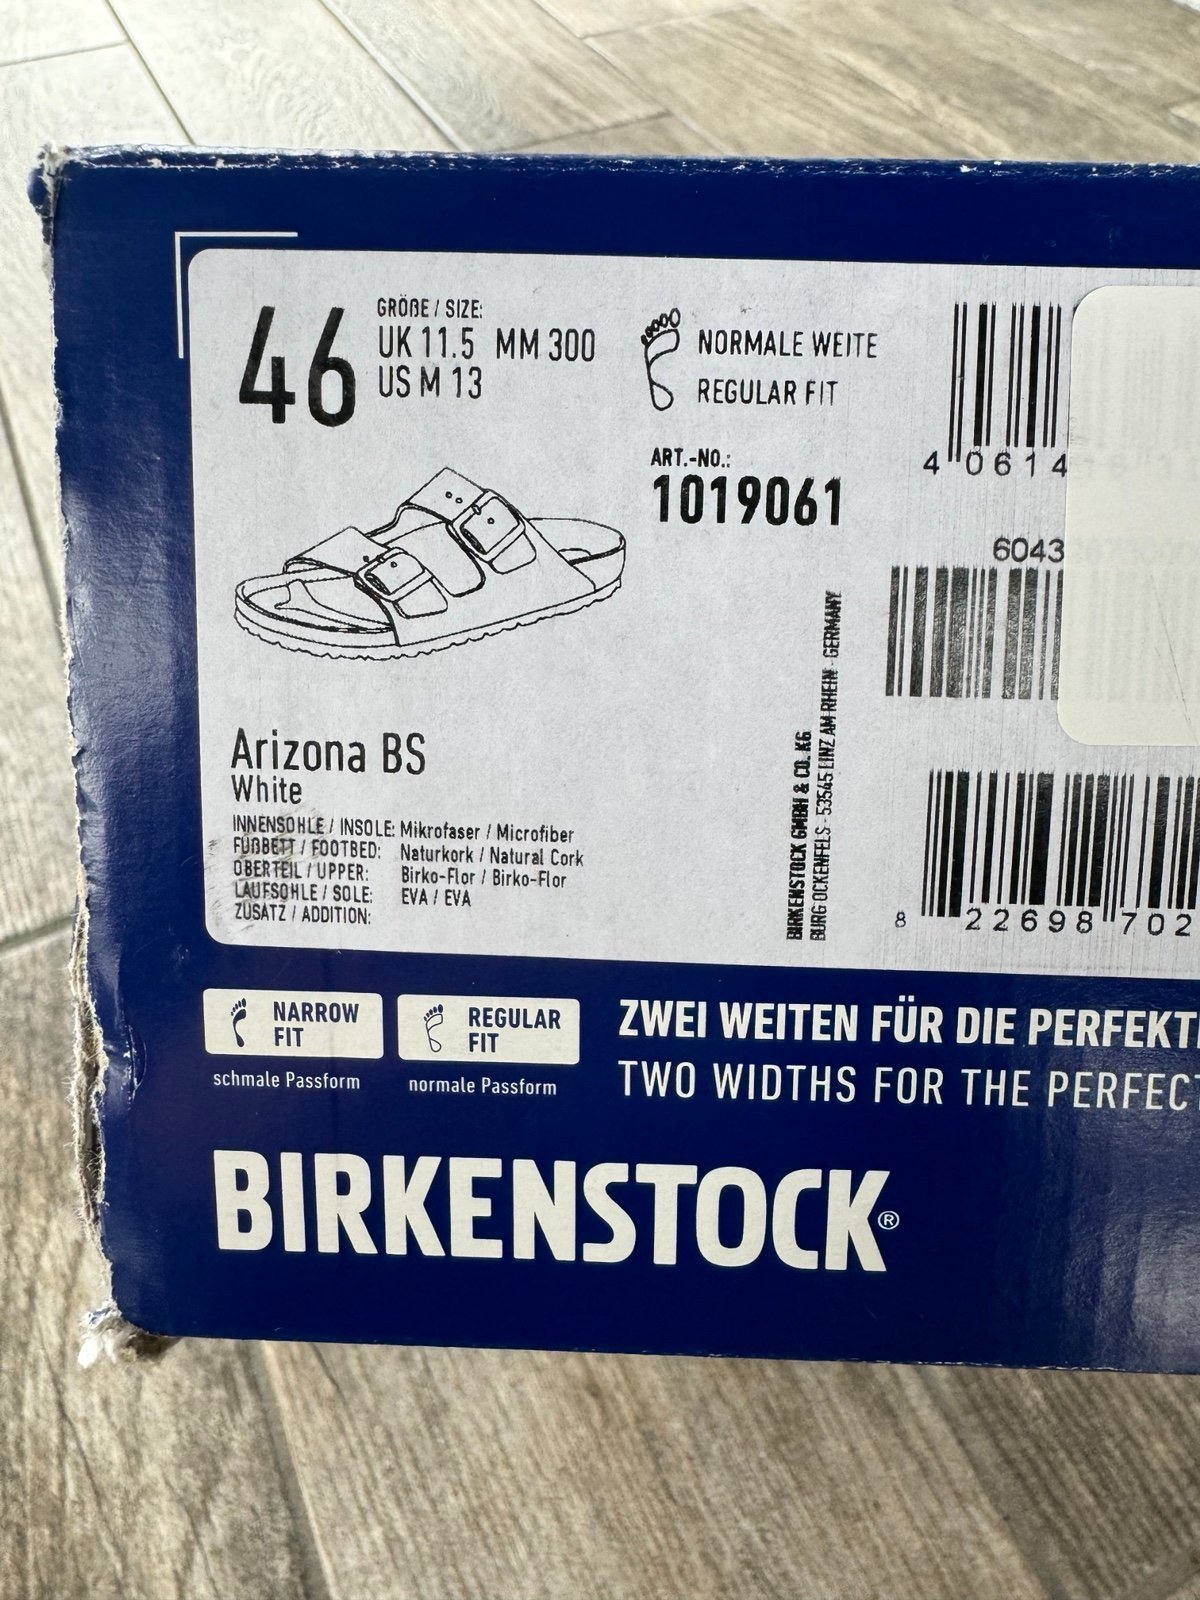 46
GRÖßE / SIZE:
UK 11.5 MM 300
US M 13
NORMALE WEITE
REGULAR FIT
ART.-NO.:
1019061
4 0614
6043
8 22698 702
BIRKENSTOCK GMBH & CO. KG
BURG OCKENFELS - 53545 LINZ AM RHEIN - GERMANY
Arizona BS
White
INNENSOHLE / INSOLE: Mikrofaser / Microfiber
FUßBETT / FOOTBED: Naturkork / Natural Cork
OBERTEIL / UPPER: Birko-Flor / Birko-Flor
LAUFSOHLE / SOLE: EVA / EVA
ZUSATZ / ADDITION:
NARROW FIT
schmale Passform
REGULAR FIT
normale Passform
ZWEI WEITEN FÜR DIE PERFEKT
TWO WIDTHS FOR THE PERFECT
BIRKENSTOCK®